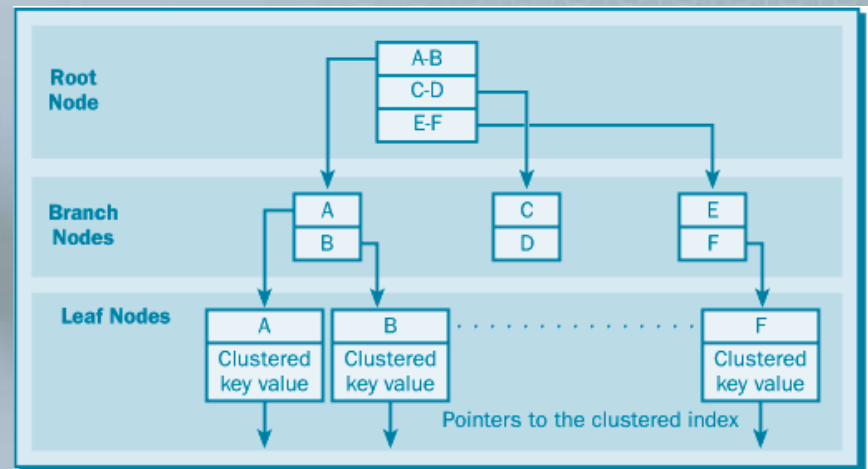 Root
Node
A-B
C-D
E-F
Branch
Nodes
A
B
C
D
E
F
Leaf Nodes
A
Clustered
key value
B
Clustered
key value
F
Clustered
key value
Pointers to the clustered index